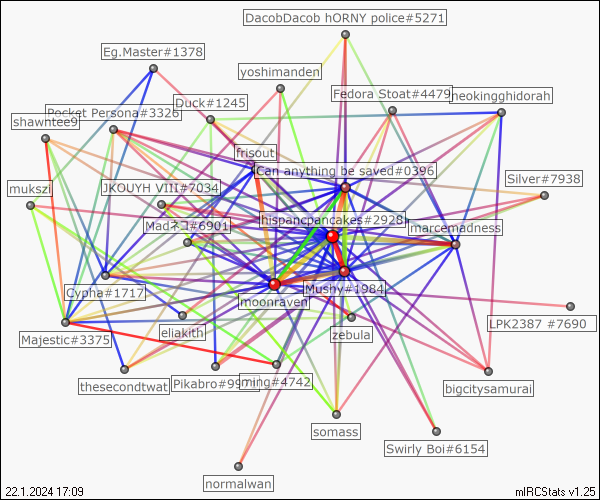 DacobDacob hORNY police#5271
Eg.Master#1378
yoshimanden
Fedora Stoat#4479
neokingghidorah
Duck#1245
Pocket Persona#3326
shawntee9
frisout
Can anything be saved#0396
Silver#7938
mukszi
JKOUYH VIII#7034
hispancpancakes#2928
Madネコ#6901
marcemadness
Cypha#1717
Mushy#1984
moonraven
LPK2387 #7690
eliakith
zebula
Majestic#3375
thesecondtwat
Pikabro#99
ming#4742
bigcitysamurai
somass
Swirly Boi#6154
normalwan
22.1.2024 17:09
mIRCStats v1.25